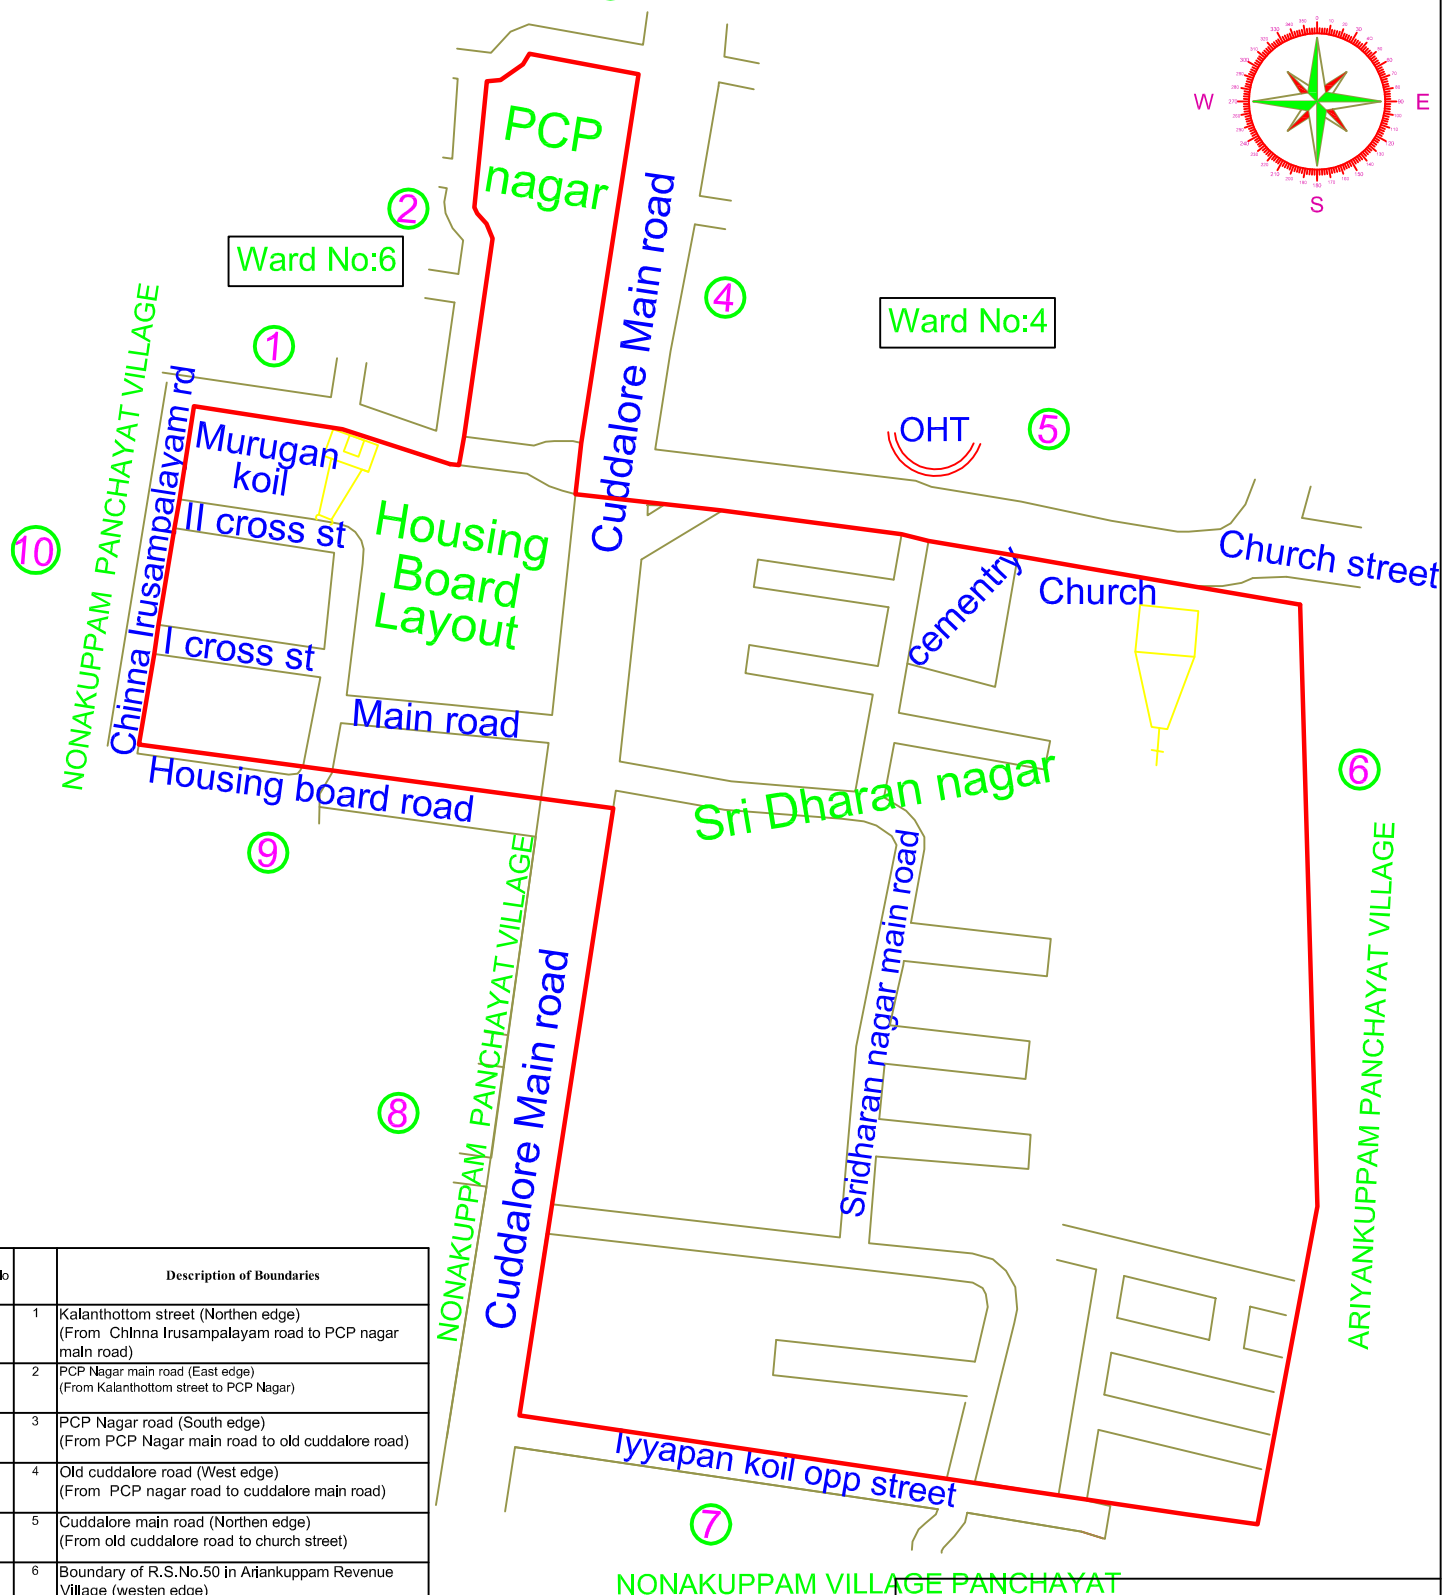 W
E
S
PCP
nagar
2
Ward No:6
Cuddalore Main road
4
Ward No:4
1
NONAKUPPAM PANCHAYAT VILLAGE
Chinna Irusampalayam rd
Murugan
koil
OHT
5
II cross st
Housing
Board
Layout
10
Church street
cementry
Church
I cross st
Main road
Housing board road
Sri Dharan nagar
6
9
Sridharan nagar main road
NONAKUPPAM PANCHAYAT VILLAGE
Cuddalore Main road
ARIYANKUPPAM PANCHAYAT VILLAGE
8
Description of Boundaries
1 Kalanthottom street (Northen edge)
(From Chinna Irusampalayam road to PCP nagar
main road)
2 PCP Nagar main road (East edge)
(From Kalanthottom street to PCP Nagar)
3 PCP Nagar road (South edge)
(From PCP Nagar main road to old cuddalore road)
4 Old cuddalore road (West edge)
(From PCP nagar road to cuddalore main road)
5 Cuddalore main road (Northen edge)
(From old cuddalore road to church street)
6 Boundary of R.S.No.50 in Ariankuppam Revenue
Village (westen edge)
Iyyapan koil opp street
7
NONAKUPPAM VILLAGE PANCHAYAT